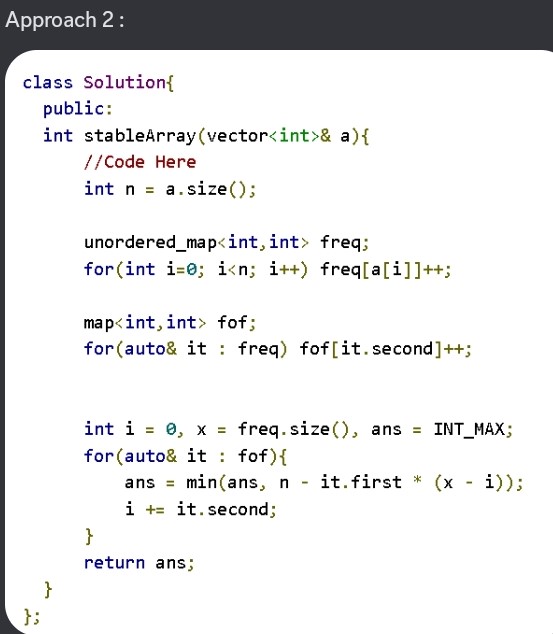 Approach 2 :
class Solution{
  public:
  int stableArray(vector<int>& a){
      //Code Here
      int n = a.size();

      unordered_map<int,int> freq;
      for(int i=0; i<n; i++) freq[a[i]]++;

      map<int,int> fof;
      for(auto& it : freq) fof[it.second]++;


      int i = 0, x = freq.size(), ans = INT_MAX;
      for(auto& it : fof){
          ans = min(ans, n - it.first * (x - i));
          i += it.second;
      }
      return ans;
  }
};